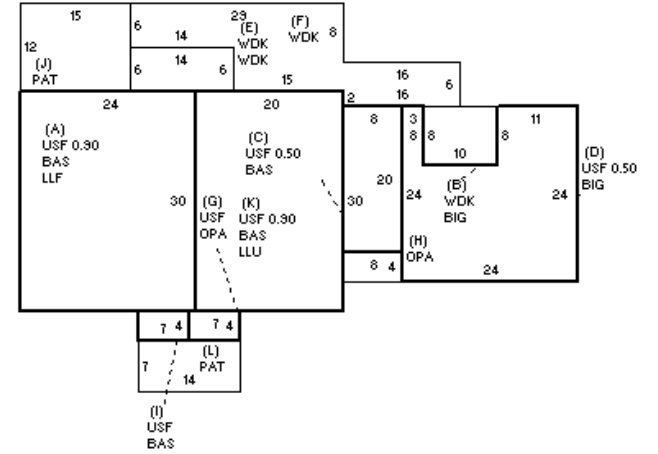 15
29
(E)
WDK
WDK
(F)
WDK
8
6
14
12
(J)
PAT
6
14
6
15
16
16
6
2
24
20
8
3
8
8
10
8
11
(A)
USF 0.90
BAS
LLF
(C)
USF 0.50
BAS
(D)
USF 0.50
BIG
30
(G)
USF
OPA
(K)
USF 0.90
BAS
LLU
30
20
24
(B)
WDK
BIG
24
(H)
OPA
8 4
24
7 4
7 4
(L)
PAT
7
14
(I)
USF
BAS